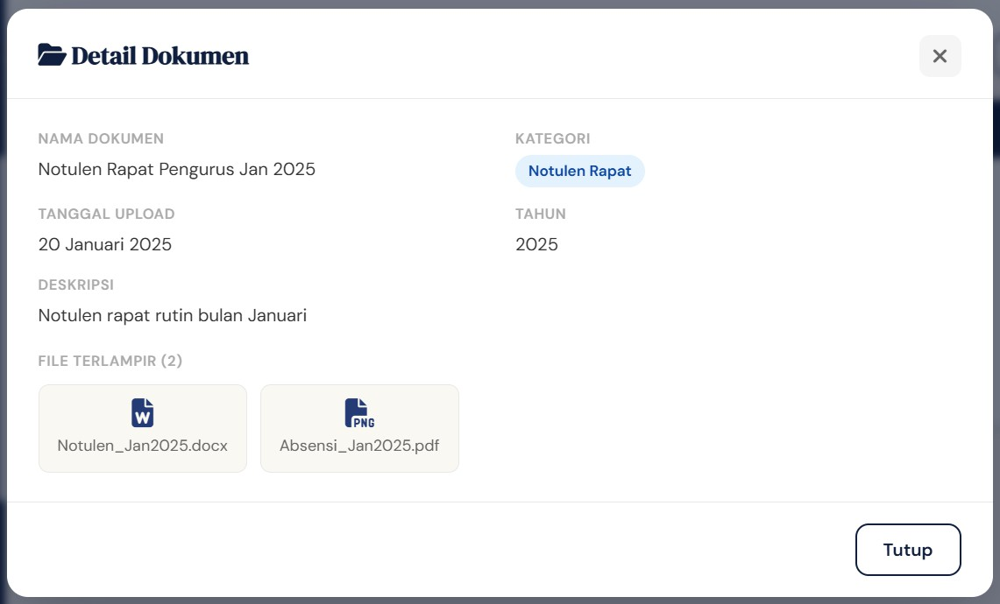 Detail Dokumen
NAMA DOKUMEN
Notulen Rapat Pengurus Jan 2025
KATEGORI
Notulen Rapat
TANGGAL UPLOAD
20 Januari 2025
TAHUN
2025
DESKRIPSI
Notulen rapat rutin bulan Januari
FILE TERLAMPIR (2)
W
Notulen_Jan2025.docx
PNG
Absensi_Jan2025.pdf
Tutup